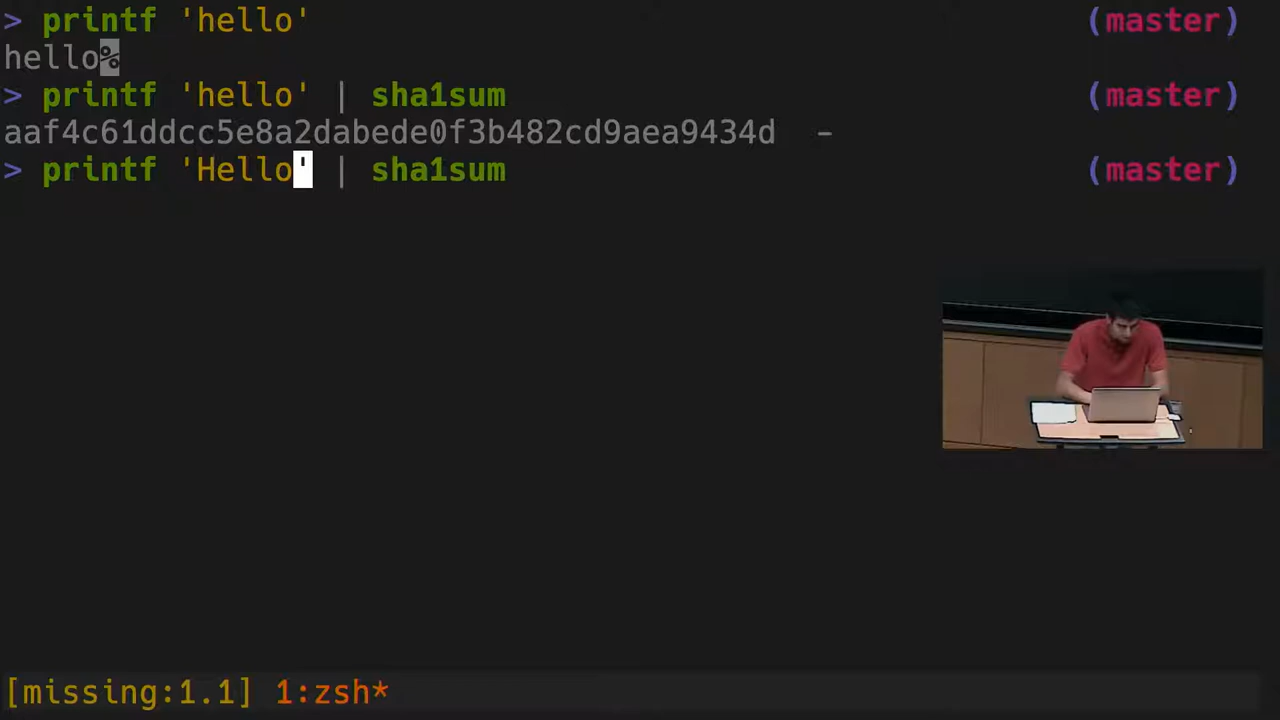 > printf 'hello' (master)
hello%
> printf 'hello' | sha1sum (master)
aaf4c61ddcc5e8a2dabede0f3b482cd9aea9434d -
> printf 'Hello' | sha1sum (master)
[missing:1.1] 1:zsh*